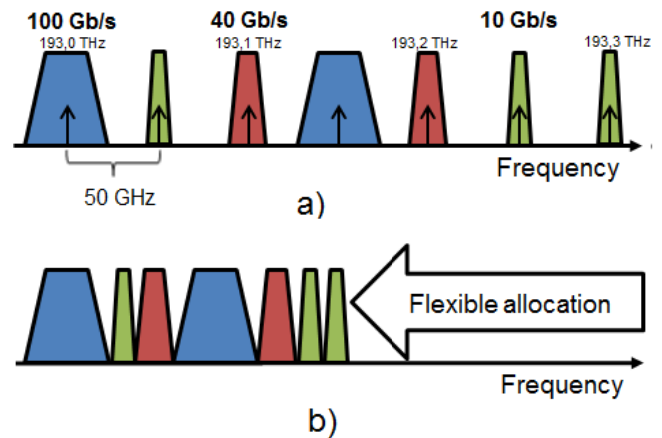 100 Gb/s 40 Gb/s 10 Gb/s
193,0 THz 193,1 THz 193,2 THz 193,3 THz
Frequency
50 GHz
a)
Flexible allocation
Frequency
b)